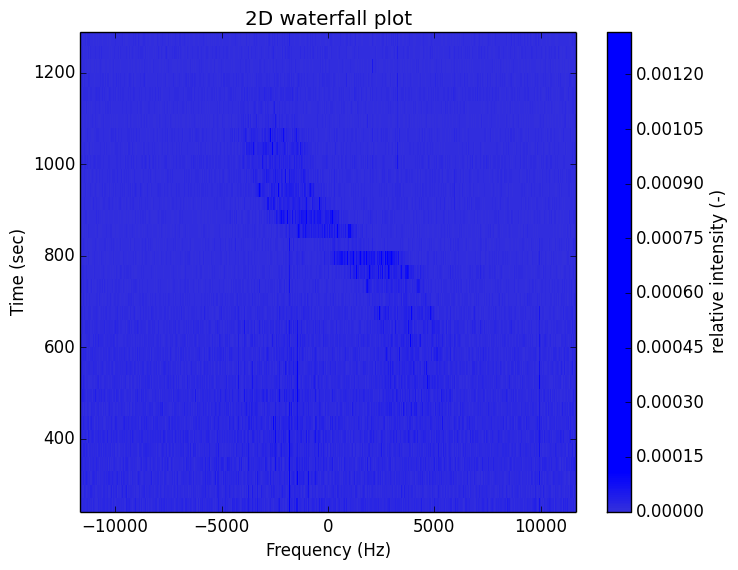 2D waterfall plot
1200
1000
800
600
400
Time (sec)
−10000 −5000 0 5000 10000
Frequency (Hz)
0.00120
0.00105
0.00090
0.00075
0.00060
0.00045
0.00030
0.00015
0.00000
relative intensity (-)